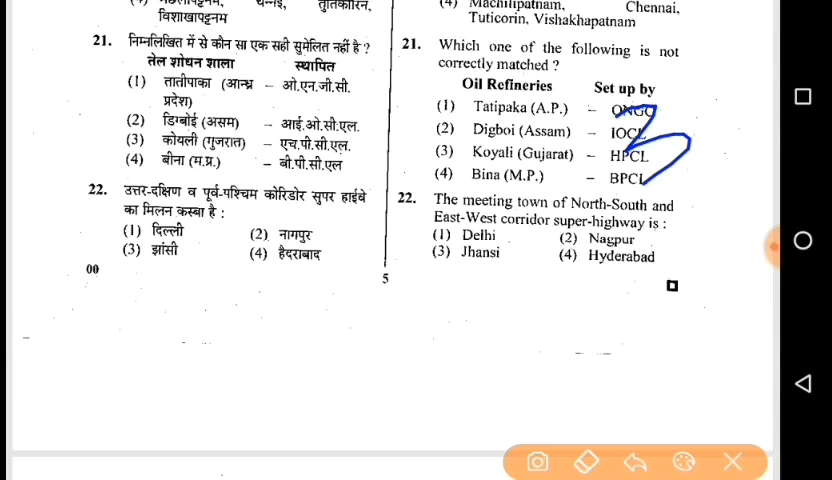 विशाखापट्टनम
21. निम्नलिखित में से कौन सा एक सही सुमेलित नहीं है ?
तेल शोधन शाला स्थापित
(1) तातीपाका (आन्ध्र – ओ.एन.जी.सी.
प्रदेश)
(2) डिग्बोई (असम) – आई.ओ.सी.एल.
(3) कोयली (गुजरात) – एच.पी.सी.एल.
(4) बीना (म.प्र.) – बी.पी.सी.एल
22. उत्तर-दक्षिण व पूर्व-पश्चिम कोरिडोर सुपर हाईवे
का मिलन कस्बा है :
(1) दिल्ली (2) नागपुर
(3) झांसी (4) हैदराबाद
00
5
(4) Machilipatnam, Chennai,
Tuticorin, Vishakhapatnam
21. Which one of the following is not
correctly matched ?
Oil Refineries Set up by
(1) Tatipaka (A.P.) – ONGC
(2) Digboi (Assam) – IOCL
(3) Koyali (Gujarat) – HPCL
(4) Bina (M.P.) – BPCL
3
22. The meeting town of North-South and
East-West corridor super-highway is :
(1) Delhi (2) Nagpur
(3) Jhansi (4) Hyderabad